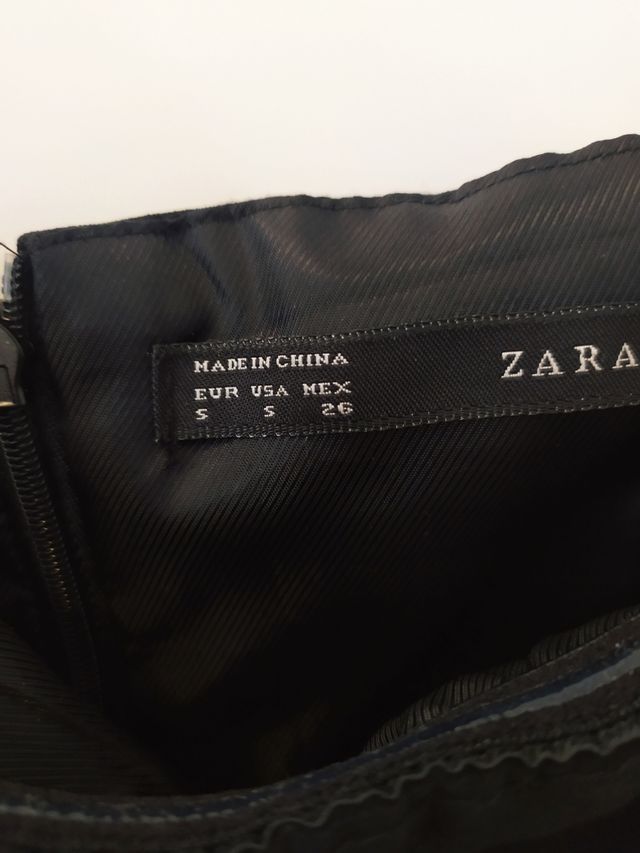 MADE IN CHINA
EUR USA MEX
S S 26
ZARA